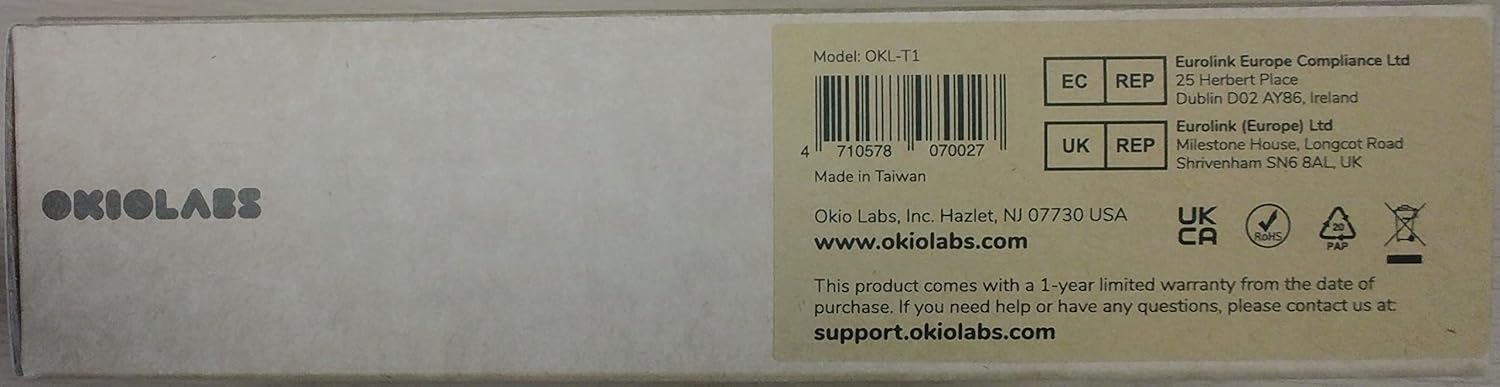 OKIOLABS
Model: OKL-T1
4 710578 070027
Made in Taiwan
Okio Labs, Inc. Hazlet, NJ 07730 USA
www.okiolabs.com
EC REP
Eurolink Europe Compliance Ltd
25 Herbert Place
Dublin D02 AY86, Ireland
UK REP
Eurolink (Europe) Ltd
Milestone House, Longcot Road
Shrivenham SN6 8AL, UK
UK
CA
RoHS
20
PAP
This product comes with a 1-year limited warranty from the date of
purchase. If you need help or have any questions, please contact us at:
support.okiolabs.com